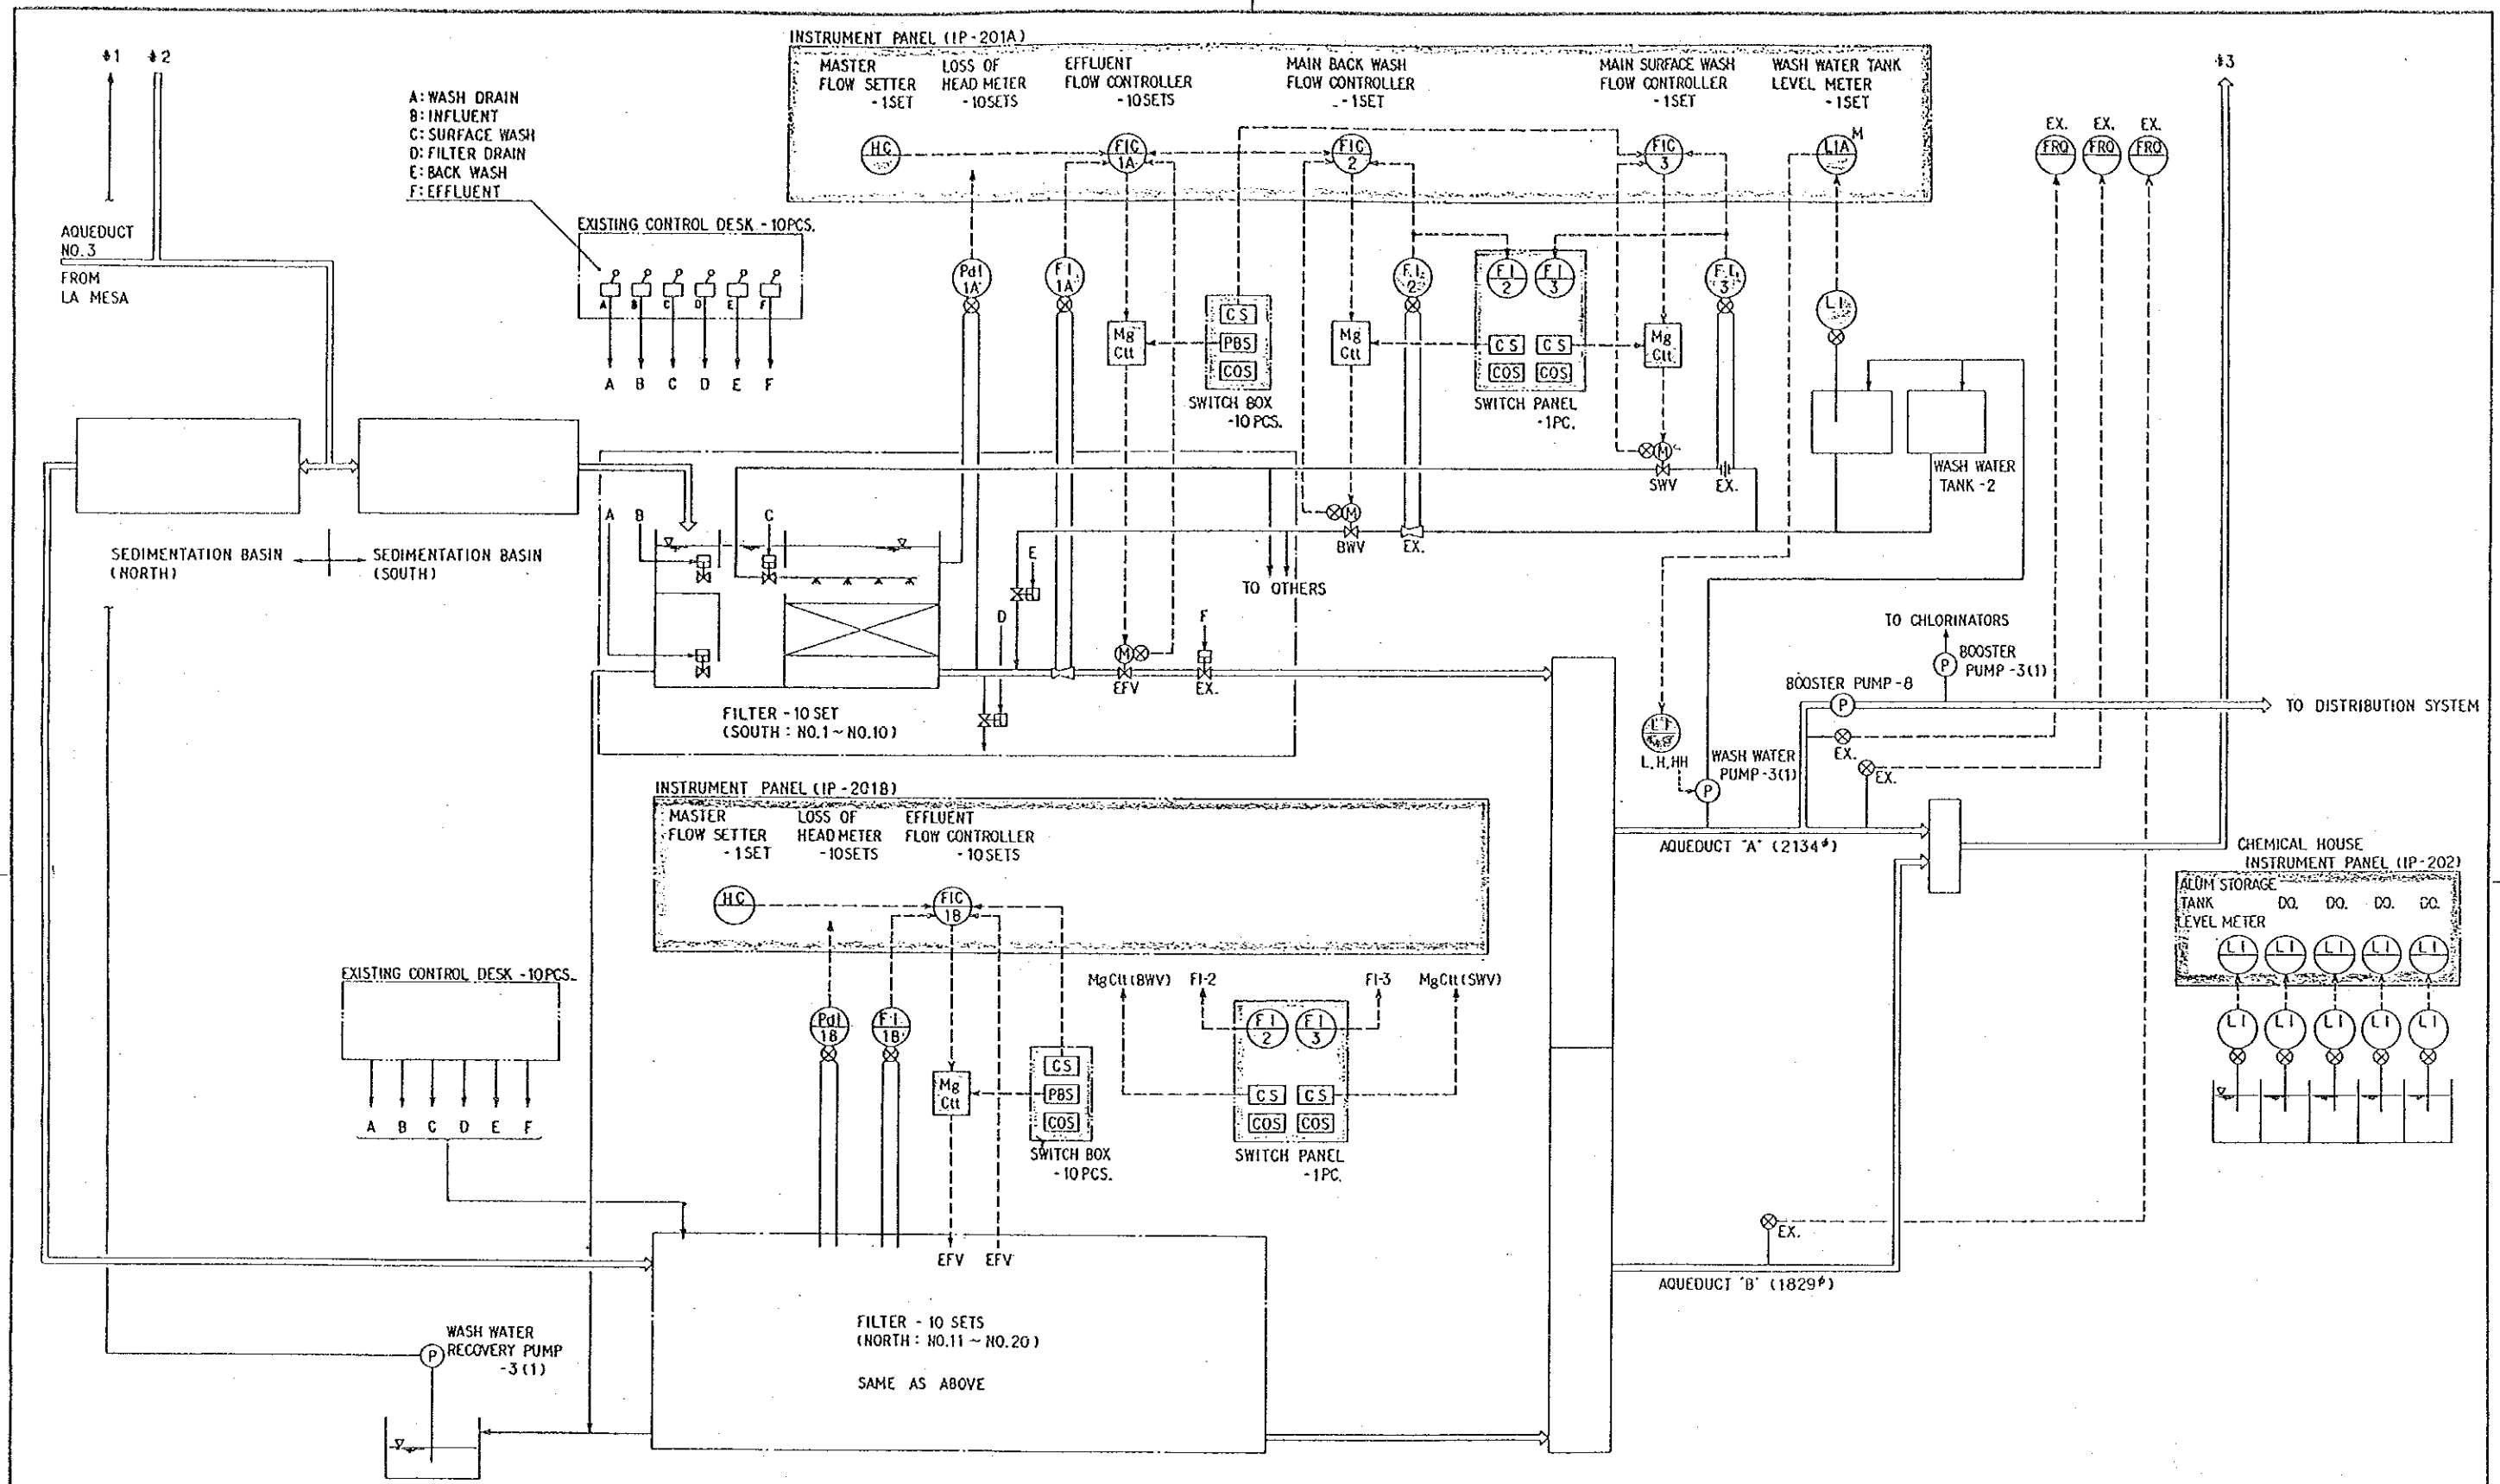 #1 #2
#3
AQUEDUCT
NO.3
FROM
LA MESA
A: WASH DRAIN
B: INFLUENT
C: SURFACE WASH
D: FILTER DRAIN
E: BACK WASH
F: EFFLUENT
EXISTING CONTROL DESK -10PCS.
A B C D E F
A B C D E F
INSTRUMENT PANEL (IP-201A)
MASTER
FLOW SETTER
-1SET
LOSS OF
HEAD METER
-10SETS
EFFLUENT
FLOW CONTROLLER
-10SETS
MAIN BACK WASH
FLOW CONTROLLER
-1SET
MAIN SURFACE WASH
FLOW CONTROLLER
-1SET
WASH WATER TANK
LEVEL METER
-1SET
HC
FIC
1A
FIC
2
FIC
3
LIA
M
EX. EX. EX.
FRQ FRQ FRQ
PdI
1A
FI
1A
FI
2
FI
2
FI
3
FI
3
LI
Mg
Ctt
CS
PBS
COS
SWITCH BOX
-10PCS.
Mg
Ctt
CS CS
COS COS
SWITCH PANEL
-1PC.
Mg
Ctt
M
SWV
EX.
WASH WATER
TANK -2
M
BWV
EX.
TO OTHERS
SEDIMENTATION BASIN
(NORTH)
SEDIMENTATION BASIN
(SOUTH)
A B C
E
D
M
EFV
F
EX.
FILTER -10 SET
(SOUTH : NO.1 ~ NO.10)
TO CHLORINATORS
P
BOOSTER
PUMP -3(1)
BOOSTER PUMP -8
P
TO DISTRIBUTION SYSTEM
EX.
EX.
L, H, HH
WASH WATER
PUMP -3(1)
P
AQUEDUCT "A" (2134φ)
INSTRUMENT PANEL (IP-201B)
MASTER
FLOW SETTER
-1SET
LOSS OF
HEAD METER
-10SETS
EFFLUENT
FLOW CONTROLLER
-10SETS
HC
FIC
1B
CHEMICAL HOUSE
INSTRUMENT PANEL (IP-202)
ALUM STORAGE
TANK DO. DO. DO. DO.
LEVEL METER
LI LI LI LI LI
LI LI LI LI LI
EXISTING CONTROL DESK -10PCS.
A B C D E F
PdI
1B
FI
1B
Mg
Ctt
CS
PBS
COS
SWITCH BOX
-10PCS.
MgCtt(BWV) FI-2 FI-3 MgCtt(SWV)
FI
2
FI
3
CS CS
COS COS
SWITCH PANEL
-1PC.
EFV EFV
EX.
AQUEDUCT "B" (1829φ)
FILTER - 10 SETS
(NORTH : NO.11 ~ NO.20)
SAME AS ABOVE
WASH WATER
RECOVERY PUMP
-3(1)
P